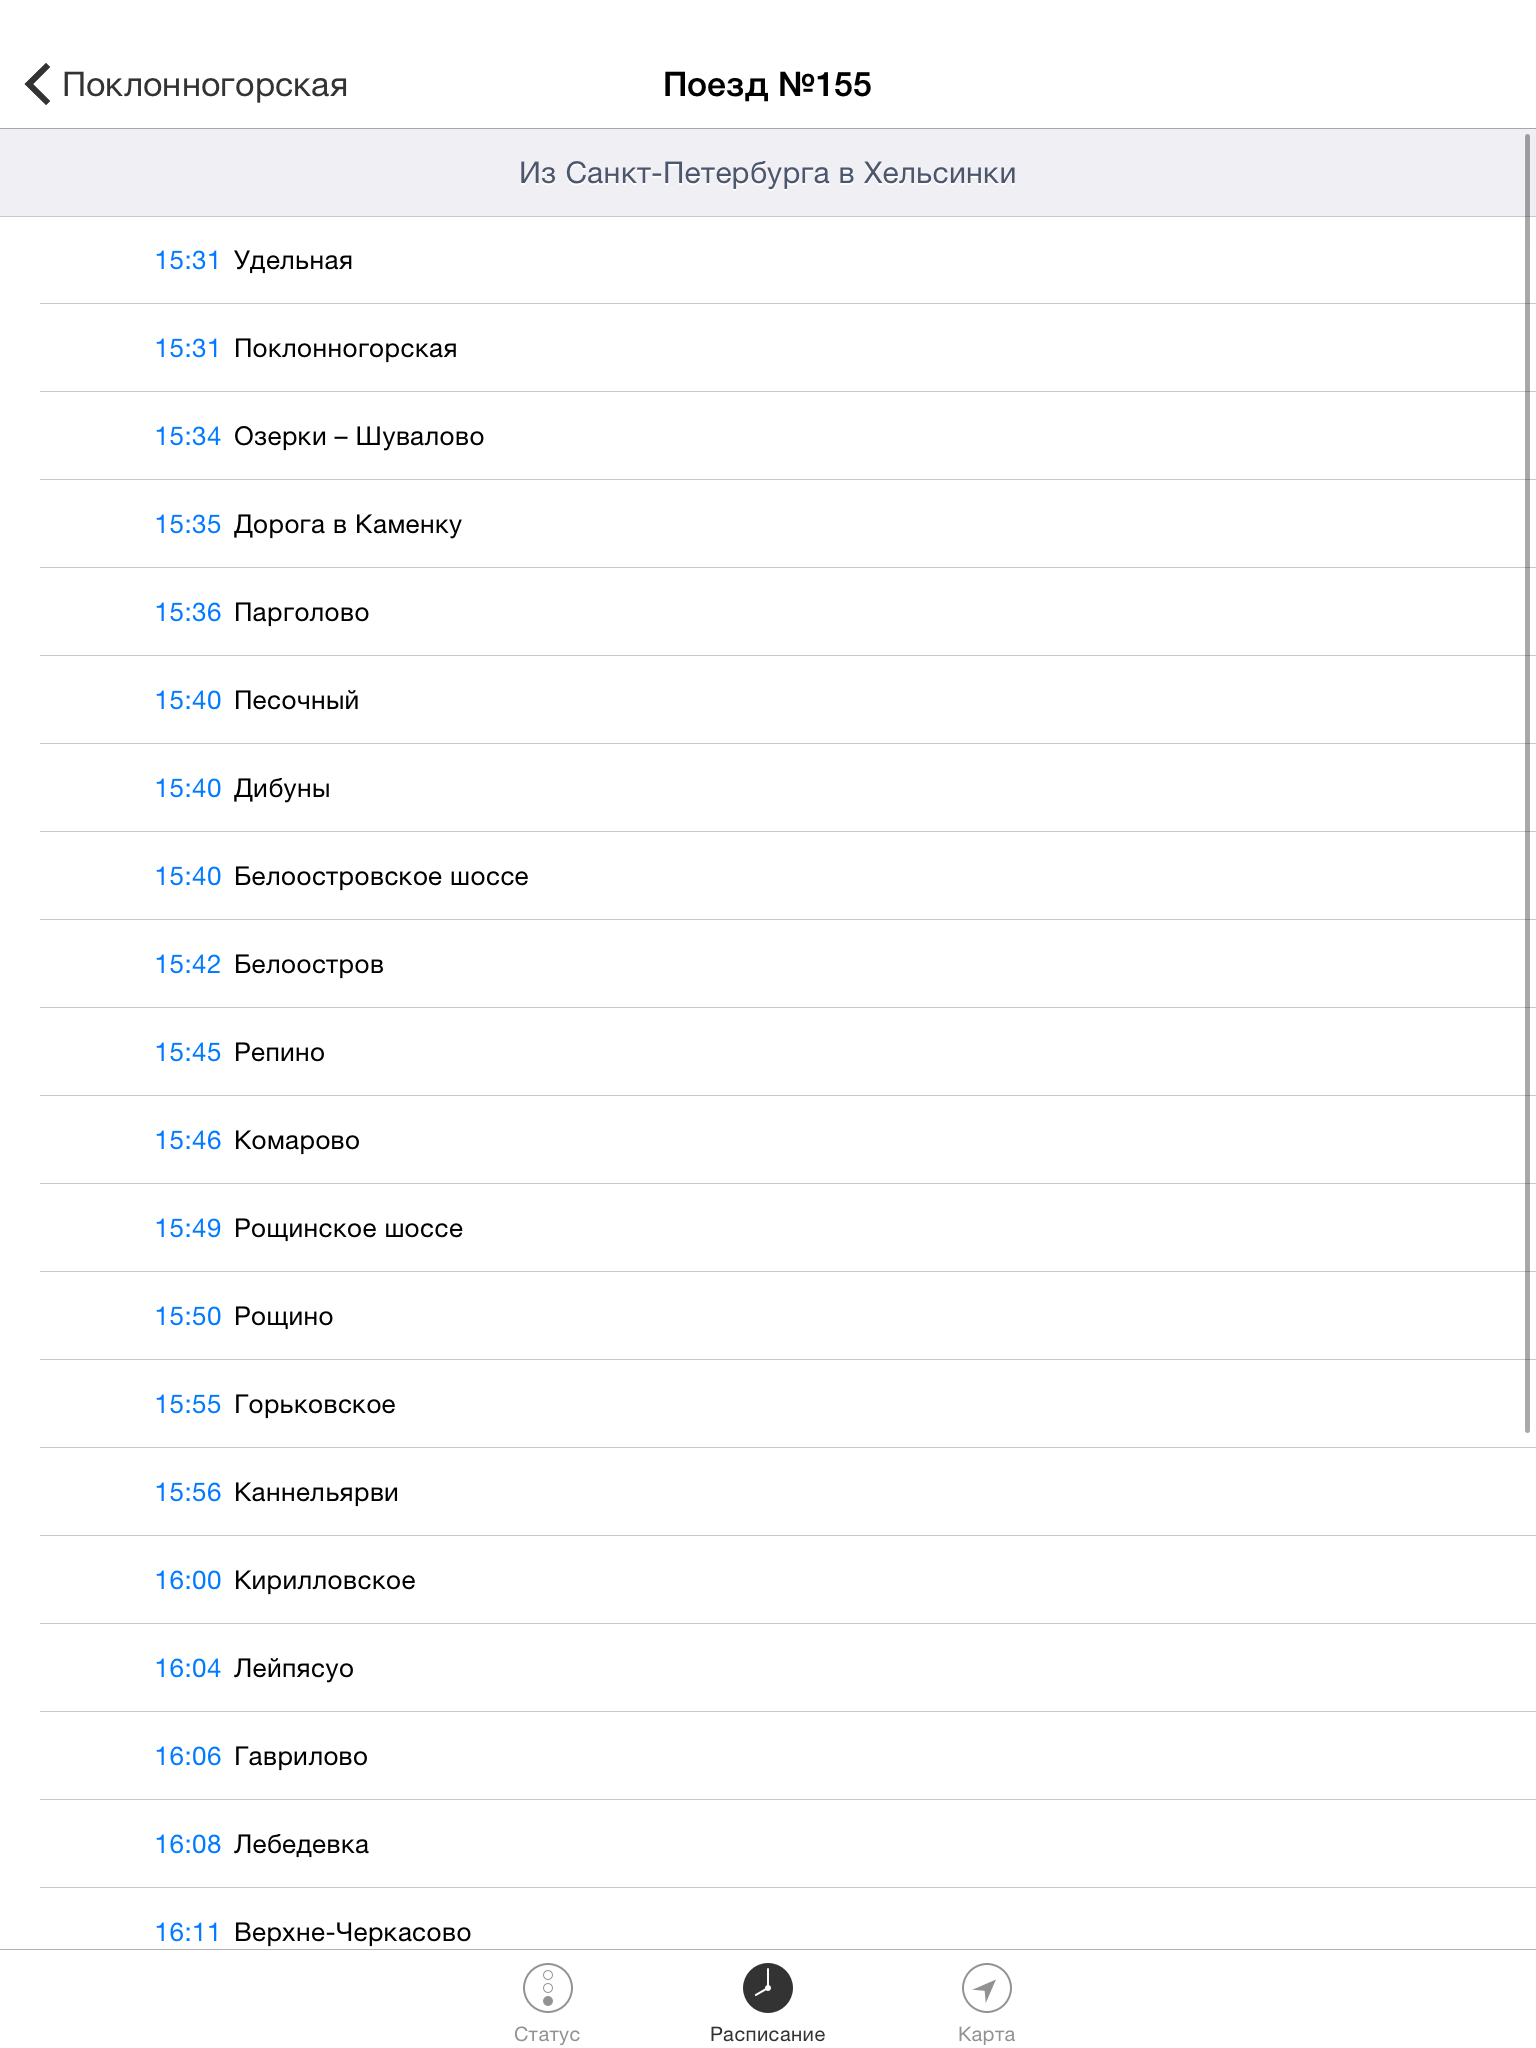 Поклонногорская
Поезд №155
Из Санкт-Петербурга в Хельсинки
15:31 Удельная
15:31 Поклонногорская
15:34 Озерки – Шувалово
15:35 Дорога в Каменку
15:36 Парголово
15:40 Песочный
15:40 Дибуны
15:40 Белоостровское шоссе
15:42 Белоостров
15:45 Репино
15:46 Комарово
15:49 Рощинское шоссе
15:50 Рощино
15:55 Горьковское
15:56 Каннельярви
16:00 Кирилловское
16:04 Лейпясуо
16:06 Гаврилово
16:08 Лебедевка
16:11 Верхне-Черкасово
Статус
Расписание
Карта